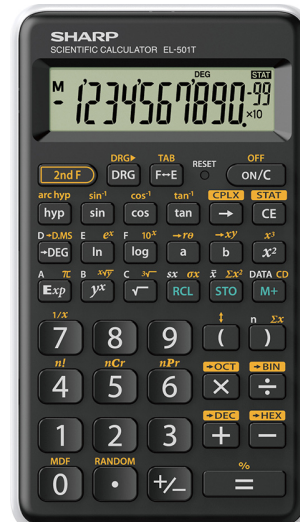 SHARP
SCIENTIFIC CALCULATOR EL-501T
DEG STAT
M
- 1234567890.-99
×10
DRG▶ TAB OFF
2nd F DRG F↔E RESET ON/C
arc hyp sin⁻¹ cos⁻¹ tan⁻¹ CPLX STAT
hyp sin cos tan → CE
D→D.MS E eˣ F 10ˣ →rθ →xy x³
→DEG ln log a b x²
A π B ˣ√y C ³√ sx σx x̄ Σx² DATA CD
Exp yˣ √ RCL STO M+
1/x ↕ n Σx
7 8 9 ( )
n! nCr nPr →OCT →BIN
4 5 6 × ÷
→DEC →HEX
1 2 3 + −
MDF RANDOM %
0 • +/− =